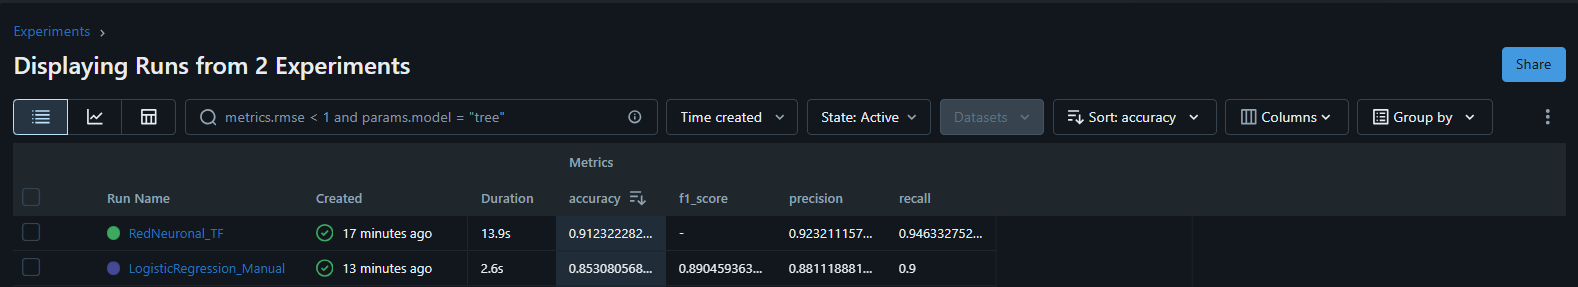 Experiments >
Displaying Runs from 2 Experiments
Share
metrics.rmse < 1 and params.model = "tree"
Time created
State: Active
Datasets
Sort: accuracy
Columns
Group by
Metrics
Run Name Created Duration accuracy f1_score precision recall
RedNeuronal_TF 17 minutes ago 13.9s 0.912322282... - 0.923211157... 0.946332752...
LogisticRegression_Manual 13 minutes ago 2.6s 0.853080568... 0.890459363... 0.881118881... 0.9